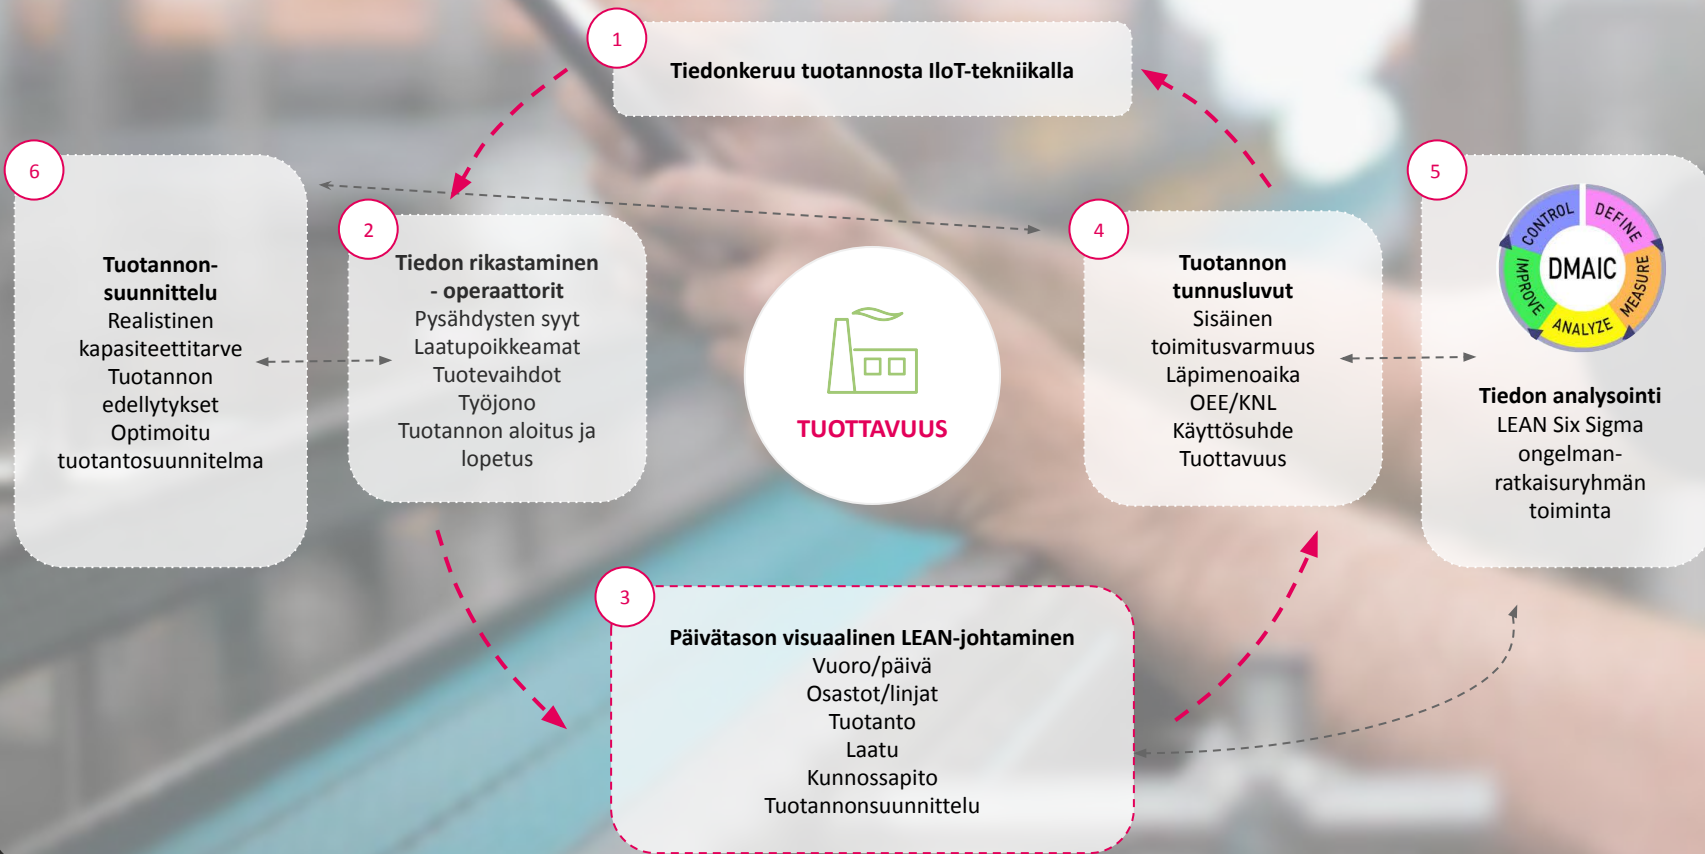 1
Tiedonkeruu tuotannosta IIoT-tekniikalla
6
Tuotannon-
suunnittelu
Realistinen
kapasiteettitarve
Tuotannon
edellytykset
Optimoitu
tuotantosuunnitelma
2
Tiedon rikastaminen
- operaattorit
Pysähdysten syyt
Laatupoikkeamat
Tuotevaihdot
Työjono
Tuotannon aloitus ja
lopetus
TUOTTAVUUS
4
Tuotannon
tunnusluvut
Sisäinen
toimitusvarmuus
Läpimenoaika
OEE/KNL
Käyttösuhde
Tuottavuus
5
CONTROL
DEFINE
DMAIC
IMPROVE
MEASURE
ANALYZE
Tiedon analysointi
LEAN Six Sigma
ongelman-
ratkaisuryhmän
toiminta
3
Päivätason visuaalinen LEAN-johtaminen
Vuoro/päivä
Osastot/linjat
Tuotanto
Laatu
Kunnossapito
Tuotannonsuunnittelu